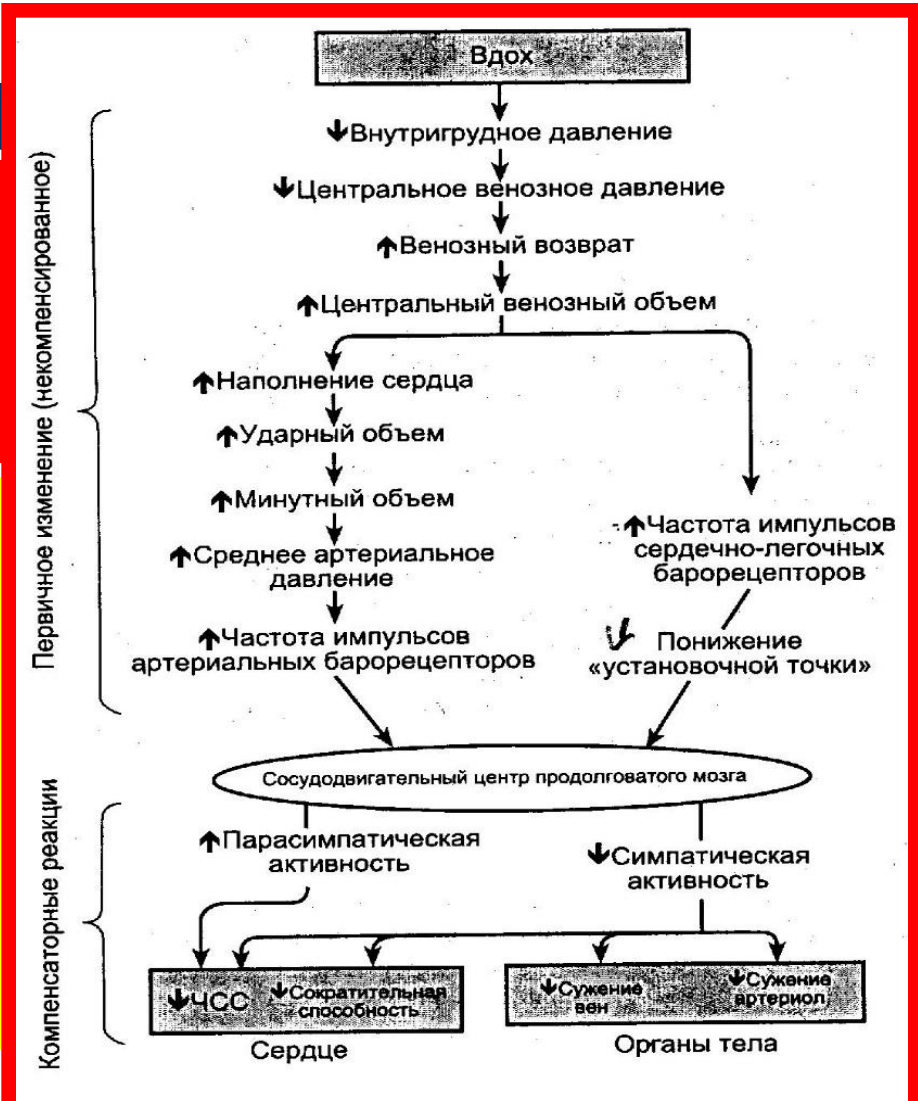 Вдох
↓Внутригрудное давление
↓Центральное венозное давление
↑Венозный возврат
↑Центральный венозный объем
↑Наполнение сердца
↑Ударный объем
↑Минутный объем
↑Среднее артериальное
давление
↑Частота импульсов
артериальных барорецепторов
↑Частота импульсов
сердечно-легочных
барорецепторов
↓ Понижение
«установочной точки»
Первичное изменение (некомпенсированное)
Сосудодвигательный центр продолговатого мозга
↑Парасимпатическая
активность
↓Симпатическая
активность
↓ЧСС
↓Сократительная
способность
↓Сужение
вен
↓Сужение
артериол
Сердце
Органы тела
Компенсаторные реакции